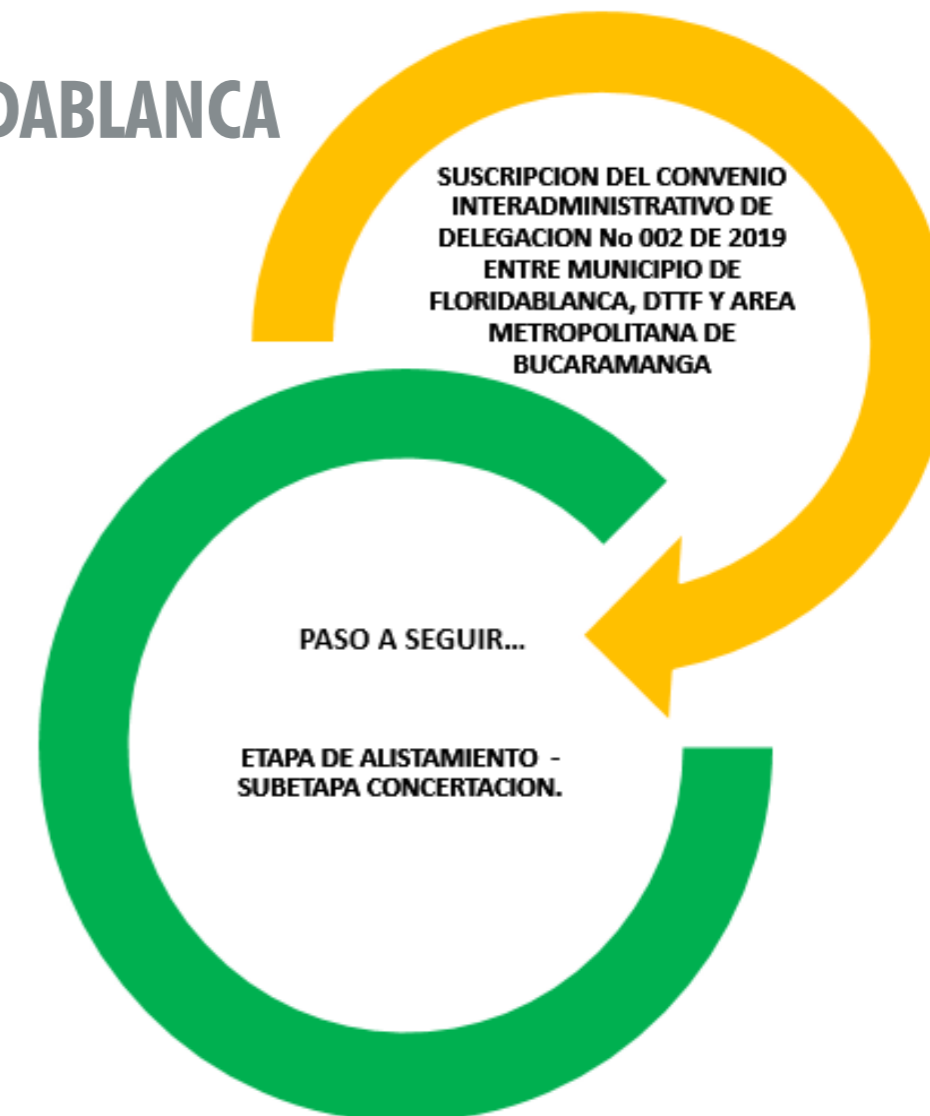 DABLANCA
SUSCRIPCION DEL CONVENIO
INTERADMINISTRATIVO DE
DELEGACION No 002 DE 2019
ENTRE MUNICIPIO DE
FLORIDABLANCA, DTTF Y AREA
METROPOLITANA DE
BUCARAMANGA
PASO A SEGUIR...
ETAPA DE ALISTAMIENTO -
SUBETAPA CONCERTACION.